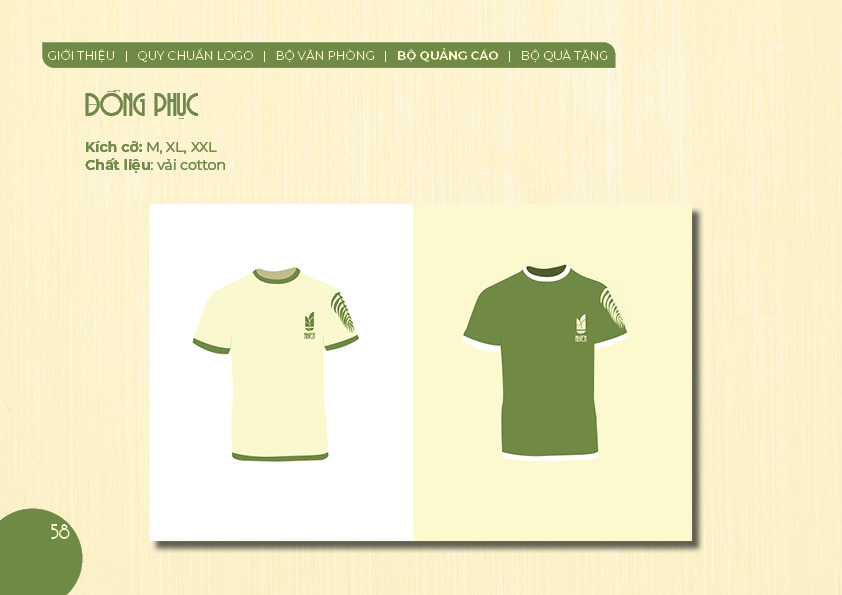 GIỚI THIỆU | QUY CHUẨN LOGO | BỘ VĂN PHÒNG | BỘ QUẢNG CÁO | BỘ QUÀ TẶNG
ĐỒNG PHỤC
Kích cỡ: M, XL, XXL
Chất liệu: vải cotton
58